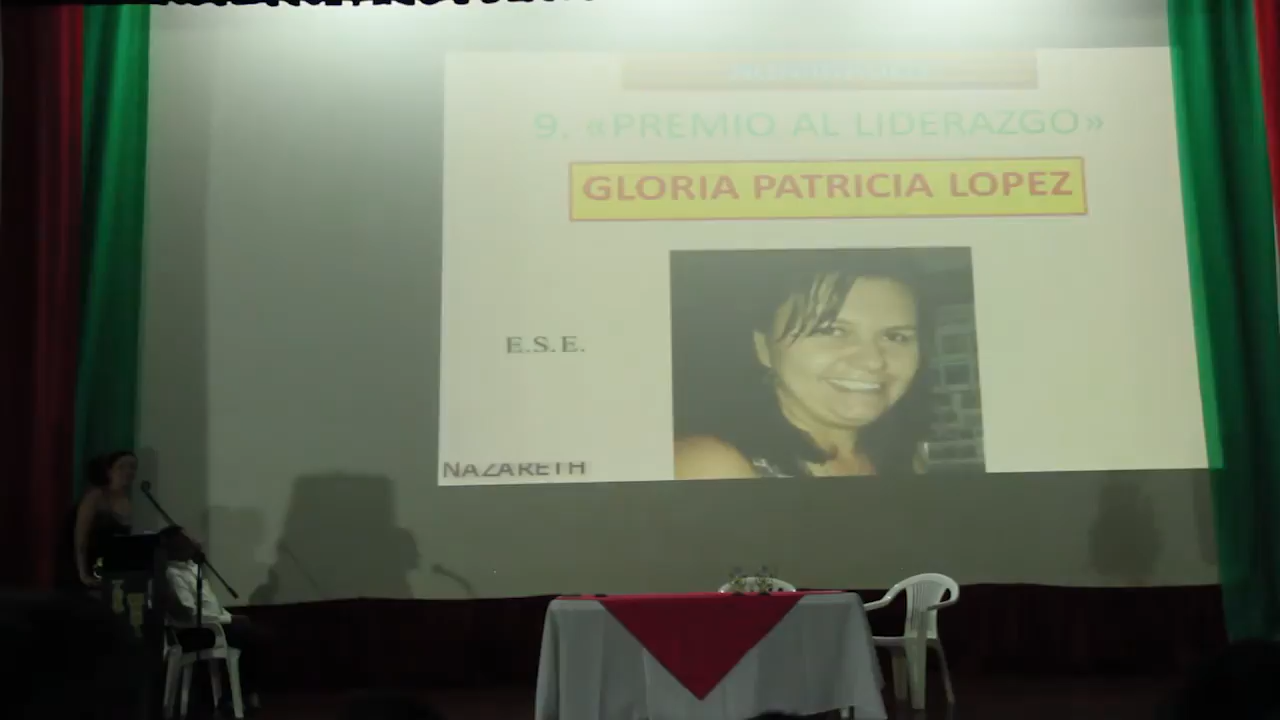 9. «PREMIO AL LIDERAZGO»
GLORIA PATRICIA LOPEZ
E.S.E.
NAZARETH